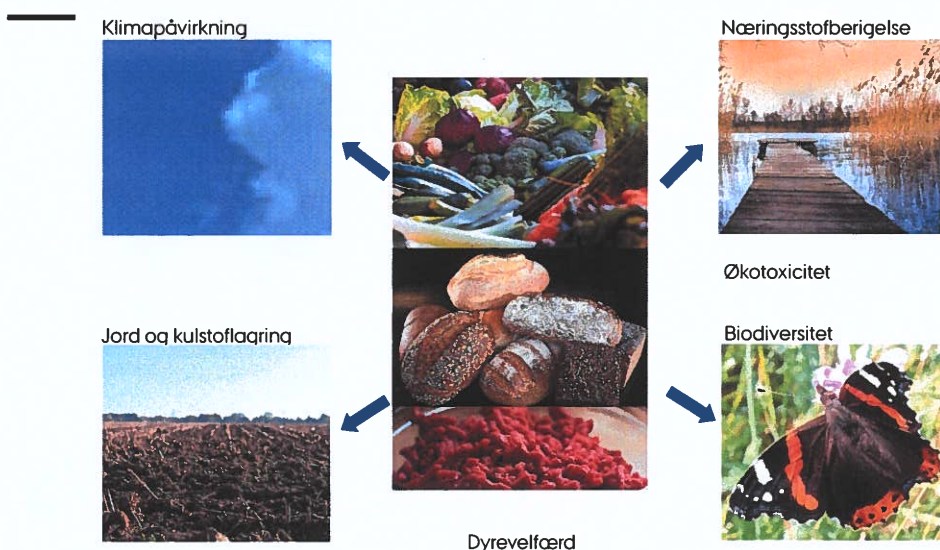 Klimapåvirkning
Næringsstofberigelse
Økotoxicitet
Jord og kulstoflagring
Biodiversitet
Dyrevelfærd